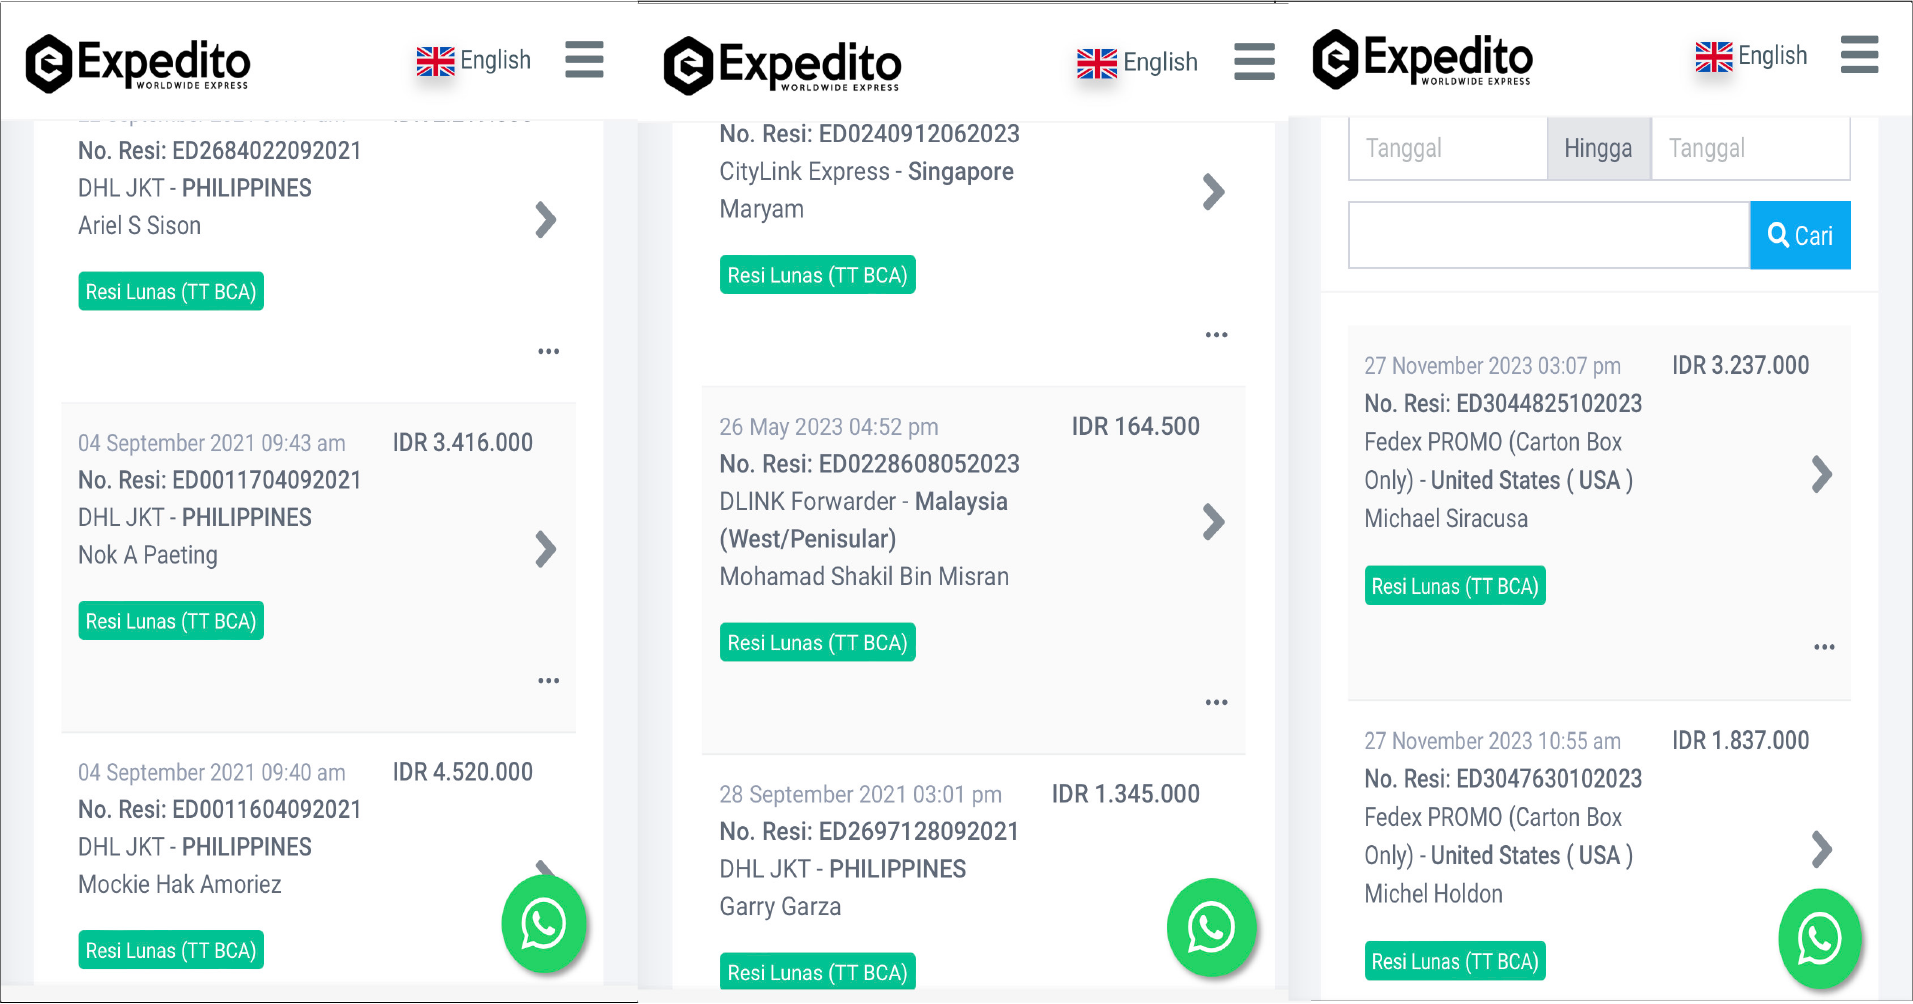 Expedito
WORLDWIDE EXPRESS
English
No. Resi: ED2684022092021
DHL JKT - PHILIPPINES
Ariel S Sison
Resi Lunas (TT BCA)
04 September 2021 09:43 am
IDR 3.416.000
No. Resi: ED0011704092021
DHL JKT - PHILIPPINES
Nok A Paeting
Resi Lunas (TT BCA)
04 September 2021 09:40 am
IDR 4.520.000
No. Resi: ED0011604092021
DHL JKT - PHILIPPINES
Mockie Hak Amoriez
Resi Lunas (TT BCA)
Expedito
WORLDWIDE EXPRESS
English
No. Resi: ED0240912062023
CityLink Express - Singapore
Maryam
Resi Lunas (TT BCA)
26 May 2023 04:52 pm
IDR 164.500
No. Resi: ED0228608052023
DLINK Forwarder - Malaysia
(West/Penisular)
Mohamad Shakil Bin Misran
Resi Lunas (TT BCA)
28 September 2021 03:01 pm
IDR 1.345.000
No. Resi: ED2697128092021
DHL JKT - PHILIPPINES
Garry Garza
Resi Lunas (TT BCA)
Expedito
WORLDWIDE EXPRESS
English
Tanggal
Hingga
Tanggal
Cari
27 November 2023 03:07 pm
IDR 3.237.000
No. Resi: ED3044825102023
Fedex PROMO (Carton Box
Only) - United States ( USA )
Michael Siracusa
Resi Lunas (TT BCA)
27 November 2023 10:55 am
IDR 1.837.000
No. Resi: ED3047630102023
Fedex PROMO (Carton Box
Only) - United States ( USA )
Michel Holdon
Resi Lunas (TT BCA)